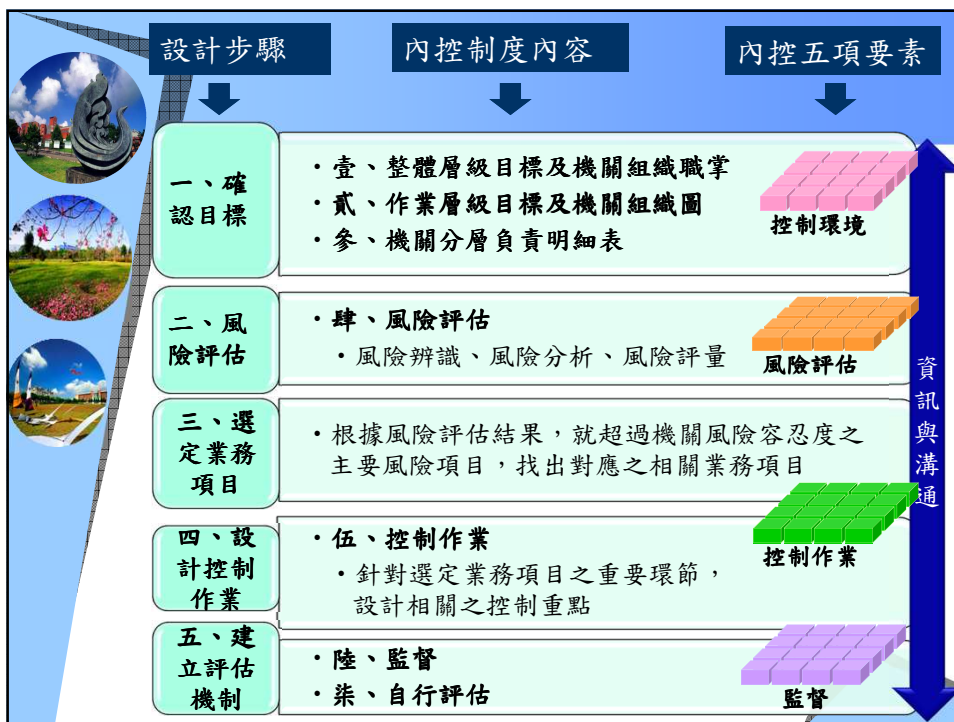 設計步驟
內控制度內容
內控五項要素
一、確
認目標
・壹、整體層級目標及機關組織職掌
・貳、作業層級目標及機關組織圖
・參、機關分層負責明細表
控制環境
二、風
險評估
・肆、風險評估
・風險辨識、風險分析、風險評量
風險評估
三、選
定業務
項目
・根據風險評估結果，就超過機關風險容忍度之
主要風險項目，找出對應之相關業務項目
四、設
計控制
作業
・伍、控制作業
・針對選定業務項目之重要環節，
設計相關之控制重點
控制作業
五、建
立評估
機制
・陸、監督
・柒、自行評估
監督
資訊與溝通